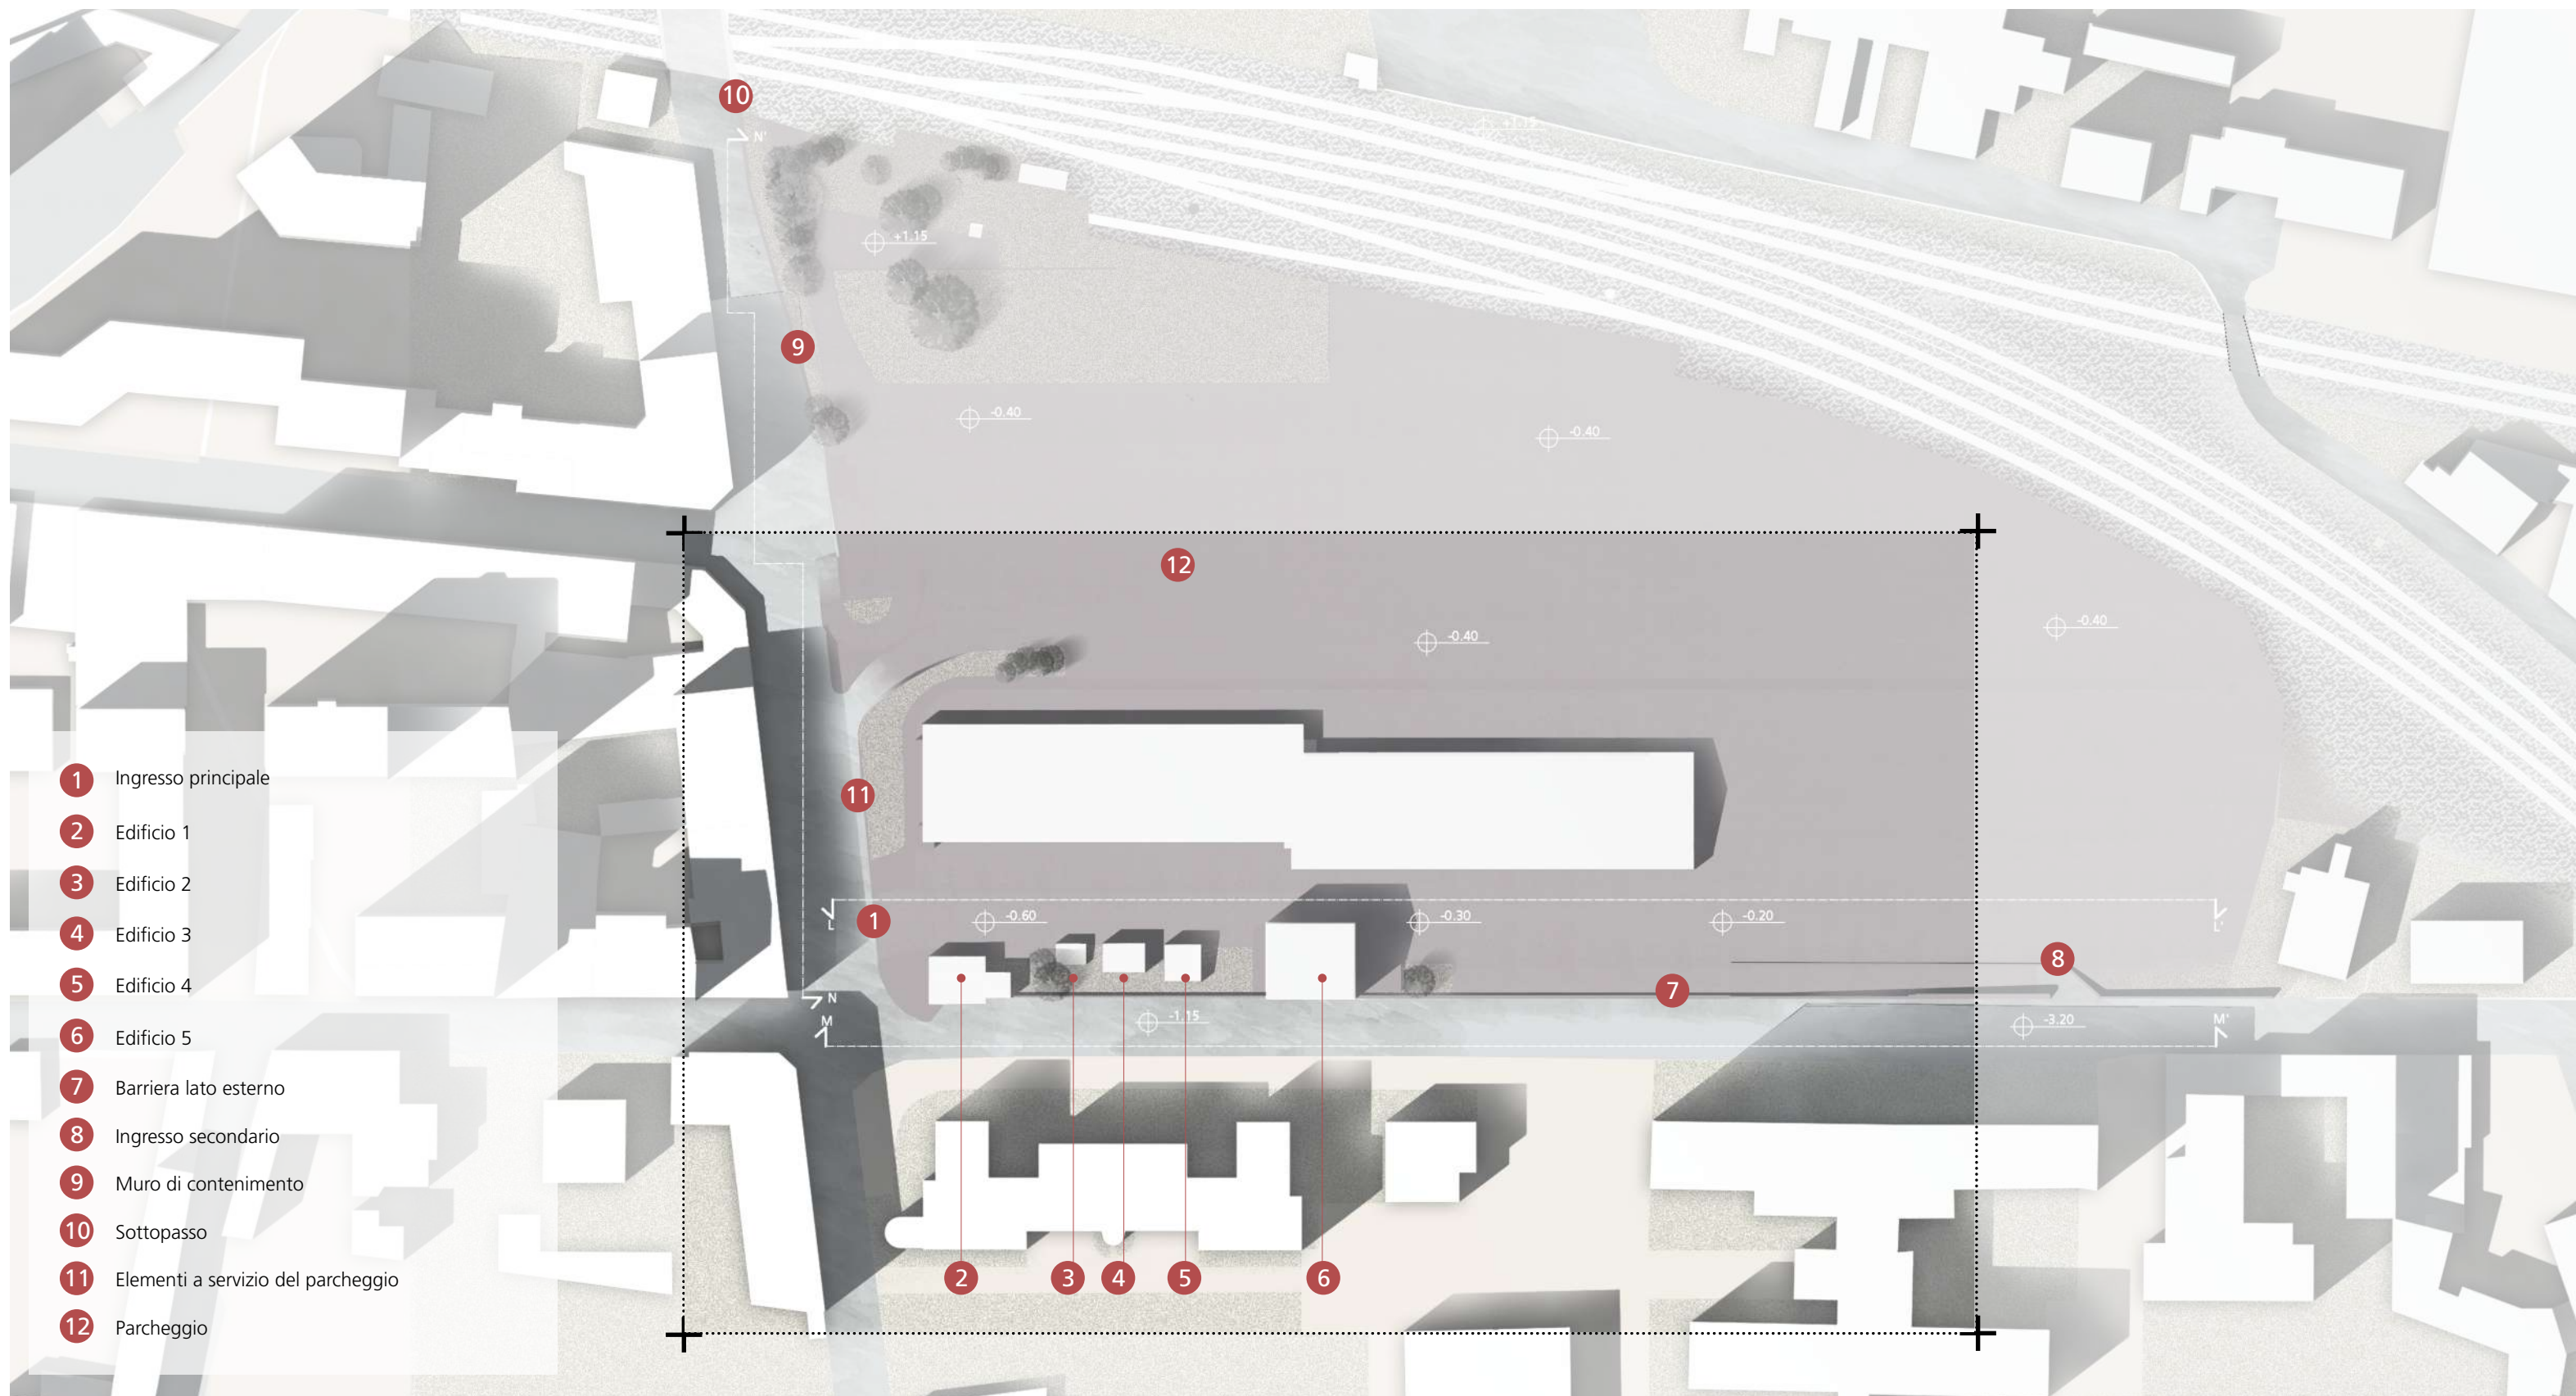 10
N'
+1.15
9
-0.40
-0.40
12
-0.40
-0.40
11
1
-0.60
-0.30
-0.20
L
L'
8
7
N
M
-1.15
-3.20
M'
2
3
4
5
6
1 Ingresso principale
2 Edificio 1
3 Edificio 2
4 Edificio 3
5 Edificio 4
6 Edificio 5
7 Barriera lato esterno
8 Ingresso secondario
9 Muro di contenimento
10 Sottopasso
11 Elementi a servizio del parcheggio
12 Parcheggio